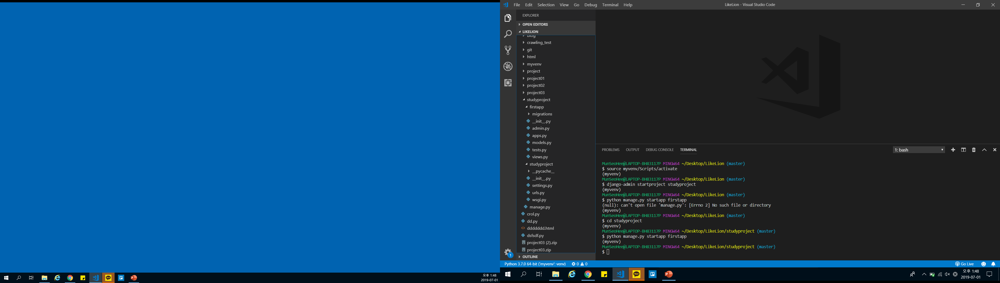 오후 1:48
2019-07-01
File Edit Selection View Go Debug Terminal Help
LikeLion - Visual Studio Code
EXPLORER
OPEN EDITORS
LIKELION
blog
crawling_test
git
html
myvenv
project
project01
project02
project03
studyproject
firstapp
migrations
__init__.py
admin.py
apps.py
models.py
tests.py
views.py
studyproject
__pycache__
__init__.py
settings.py
urls.py
wsgi.py
manage.py
crol.py
dd.py
ddddddd.html
dsfsdf.py
project03 (2).zip
project03.zip
OUTLINE
1
PROBLEMS OUTPUT DEBUG CONSOLE TERMINAL
1: bash
MunSeoHee@LAPTOP-BH83117P MINGW64 ~/Desktop/LikeLion (master)
$ source myvenv/Scripts/activate
(myvenv)
MunSeoHee@LAPTOP-BH83117P MINGW64 ~/Desktop/LikeLion (master)
$ django-admin startproject studyproject
(myvenv)
MunSeoHee@LAPTOP-BH83117P MINGW64 ~/Desktop/LikeLion (master)
$ python manage.py startapp firstapp
(null): can't open file 'manage.py': [Errno 2] No such file or directory
(myvenv)
MunSeoHee@LAPTOP-BH83117P MINGW64 ~/Desktop/LikeLion (master)
$ cd studyproject
(myvenv)
MunSeoHee@LAPTOP-BH83117P MINGW64 ~/Desktop/LikeLion/studyproject (master)
$ python manage.py startapp firstapp
(myvenv)
MunSeoHee@LAPTOP-BH83117P MINGW64 ~/Desktop/LikeLion/studyproject (master)
$
Python 3.7.0 64-bit ('myvenv': venv) 0 0
Go Live
오후 1:48
2019-07-01